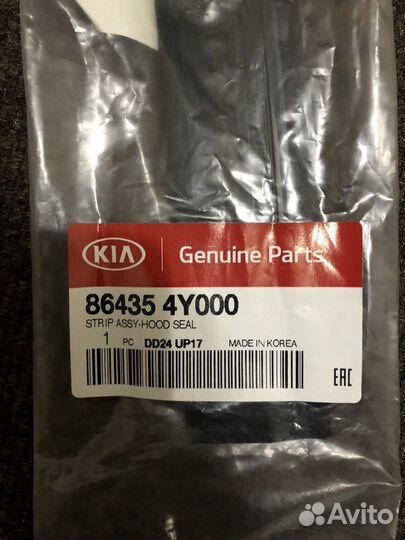 KIA Genuine Parts
86435 4Y000
STRIP ASSY-HOOD SEAL
1 PC DD24 UP17 MADE IN KOREA
EAC
Avito